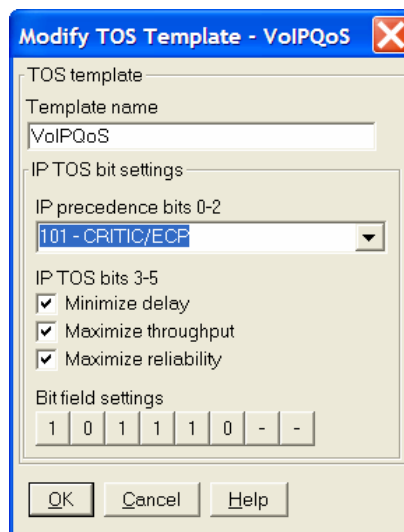 Modify TOS Template - VoIPQoS
TOS template
Template name
VoIPQoS
IP TOS bit settings
IP precedence bits 0-2
101 - CRITIC/ECP
IP TOS bits 3-5
Minimize delay
Maximize throughput
Maximize reliability
Bit field settings
1 0 1 1 1 0 - -
OK Cancel Help